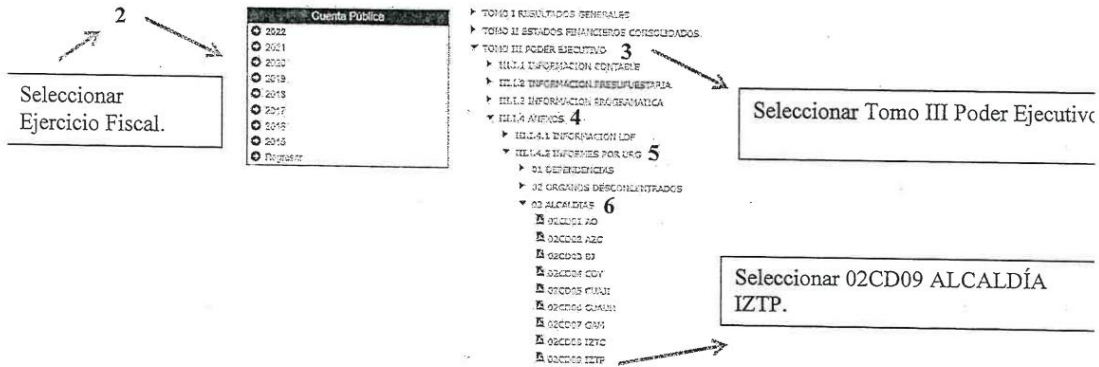 2
Seleccionar
Ejercicio Fiscal.
Cuenta Pública
2022
2021
2020
2019
2018
2017
2016
2015
Regresar
TOMO I RESULTADOS GENERALES
TOMO II ESTADOS FINANCIEROS CONSOLIDADOS
TOMO III PODER EJECUTIVO 3
III.1.1 INFORMACION CONTABLE
III.1.2 INFORMACION PRESUPUESTARIA
III.1.3 INFORMACION PROGRAMATICA
III.1.4 ANEXOS 4
III.1.4.1 INFORMACION LDF
III.1.4.2 INFORMES POR URG 5
01 DEPENDENCIAS
02 ORGANOS DESCONCENTRADOS
03 ALCALDIAS 6
02CD01 AO
02CD02 AZC
02CD03 BJ
02CD04 COY
02CD05 CUAJI
02CD06 CUAUH
02CD07 GAM
02CD08 IZTC
02CD09 IZTP
Seleccionar Tomo III Poder Ejecutivo
Seleccionar 02CD09 ALCALDÍA
IZTP.